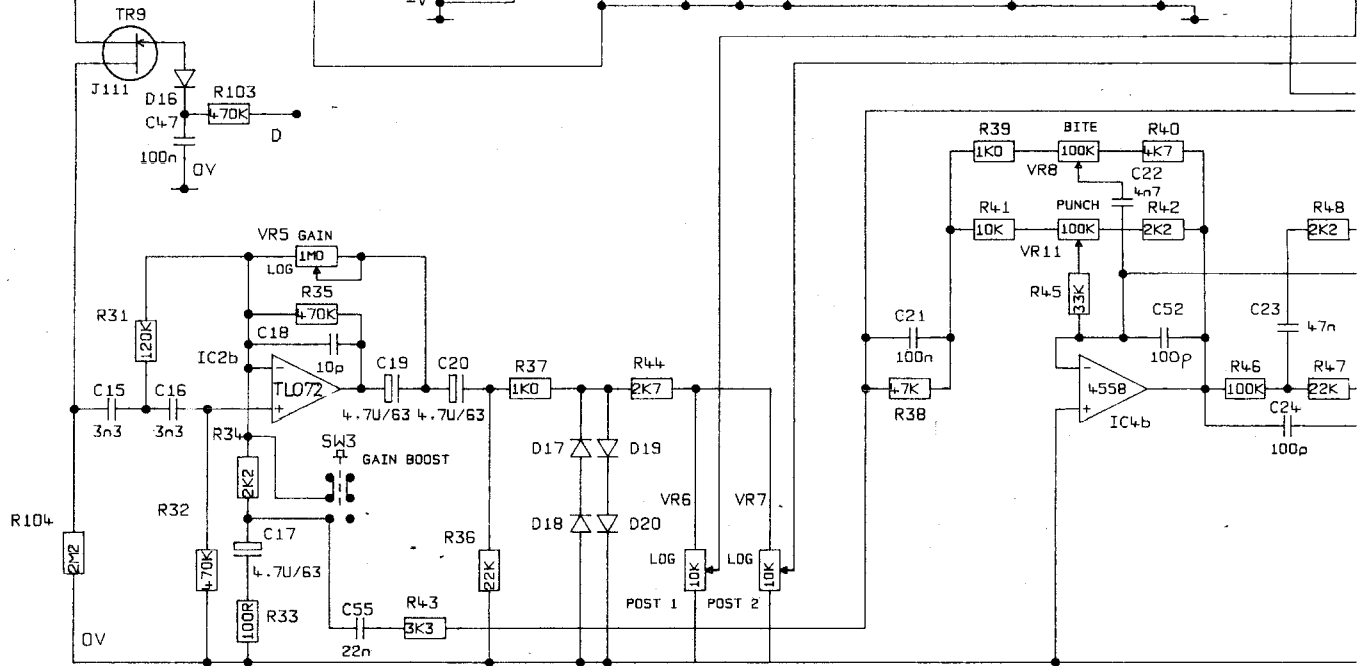 -V
TR9
J111
D16
R103
470K
D
C47
100n
0V
R39
1K0
BITE
100K
VR8
R40
4K7
C22
4n7
R41
10K
PUNCH
100K
VR11
R42
2K2
R48
2K2
VR5 GAIN
1M0
LOG
R45
33K
R35
470K
R31
120K
C18
10p
IC2b
TL072
C21
100n
C52
100p
C23
47n
C15
3n3
C16
3n3
C19
4.7U/63
C20
4.7U/63
R37
1K0
R44
2K7
47K
R38
4558
IC4b
R46
100K
R47
22K
C24
100p
R34
2K2
SW3
GAIN BOOST
D17
D19
D18
D20
VR6
VR7
R104
2M2
R32
470K
C17
4.7U/63
R36
22K
LOG
10K
LOG
10K
POST 1
POST 2
100R
R33
C55
22n
R43
3K3
0V